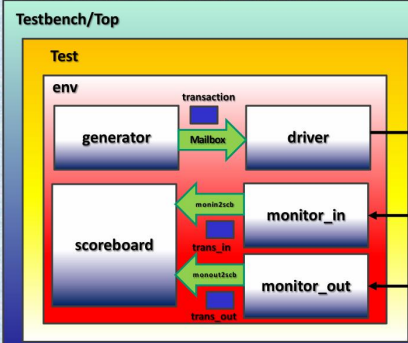 Testbench/Top
Test
env
transaction
generator
Mailbox
driver
monin2scb
monitor_in
scoreboard
trans_in
monout2scb
monitor_out
trans_out